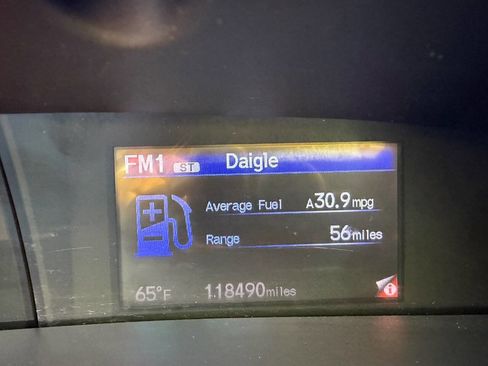 FM1 ST Daigle
Average Fuel A30.9mpg
Range 56miles
65°F 118490miles